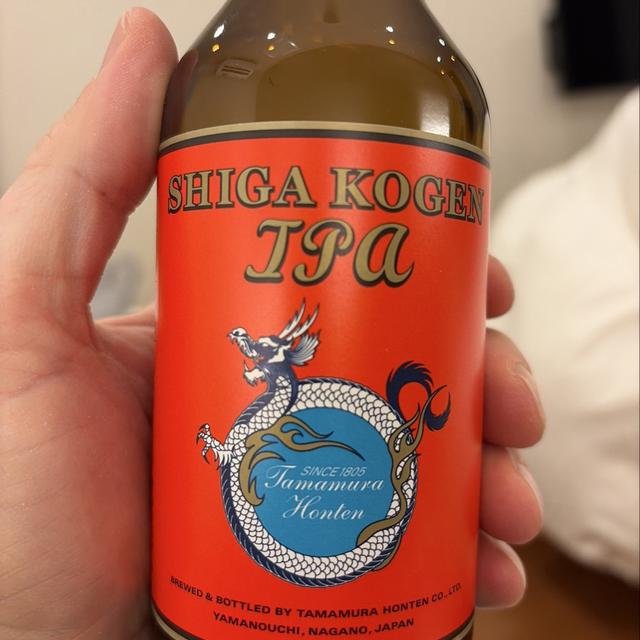 SHIGA KOGEN
IPA
SINCE 1805
Tamamura
Honten
BREWED & BOTTLED BY TAMAMURA HONTEN CO., LTD.
YAMANOUCHI, NAGANO, JAPAN